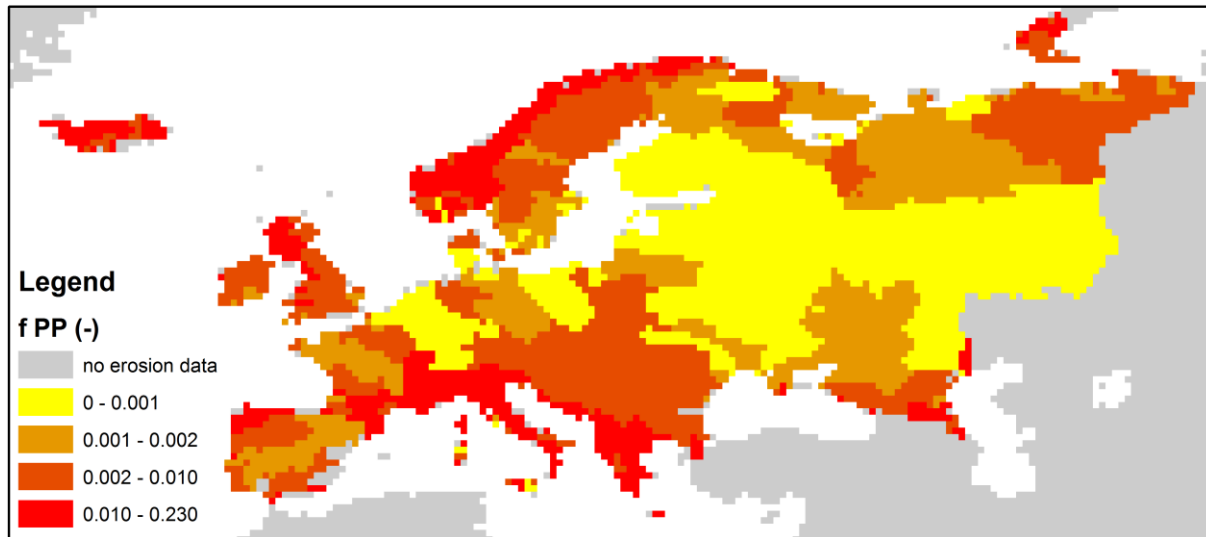 Legend
f PP (-)
no erosion data
0 - 0.001
0.001 - 0.002
0.002 - 0.010
0.010 - 0.230